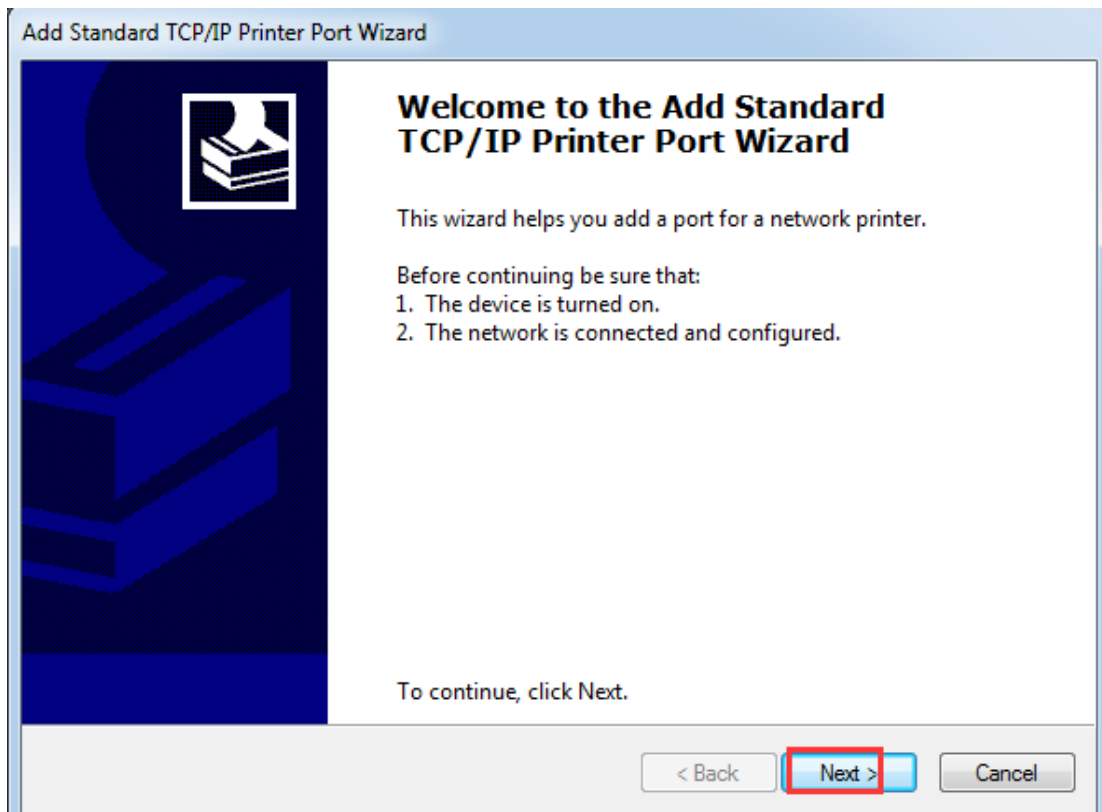 Add Standard TCP/IP Printer Port Wizard
Welcome to the Add Standard
TCP/IP Printer Port Wizard
This wizard helps you add a port for a network printer.
Before continuing be sure that:
1. The device is turned on.
2. The network is connected and configured.
To continue, click Next.
< Back Next > Cancel